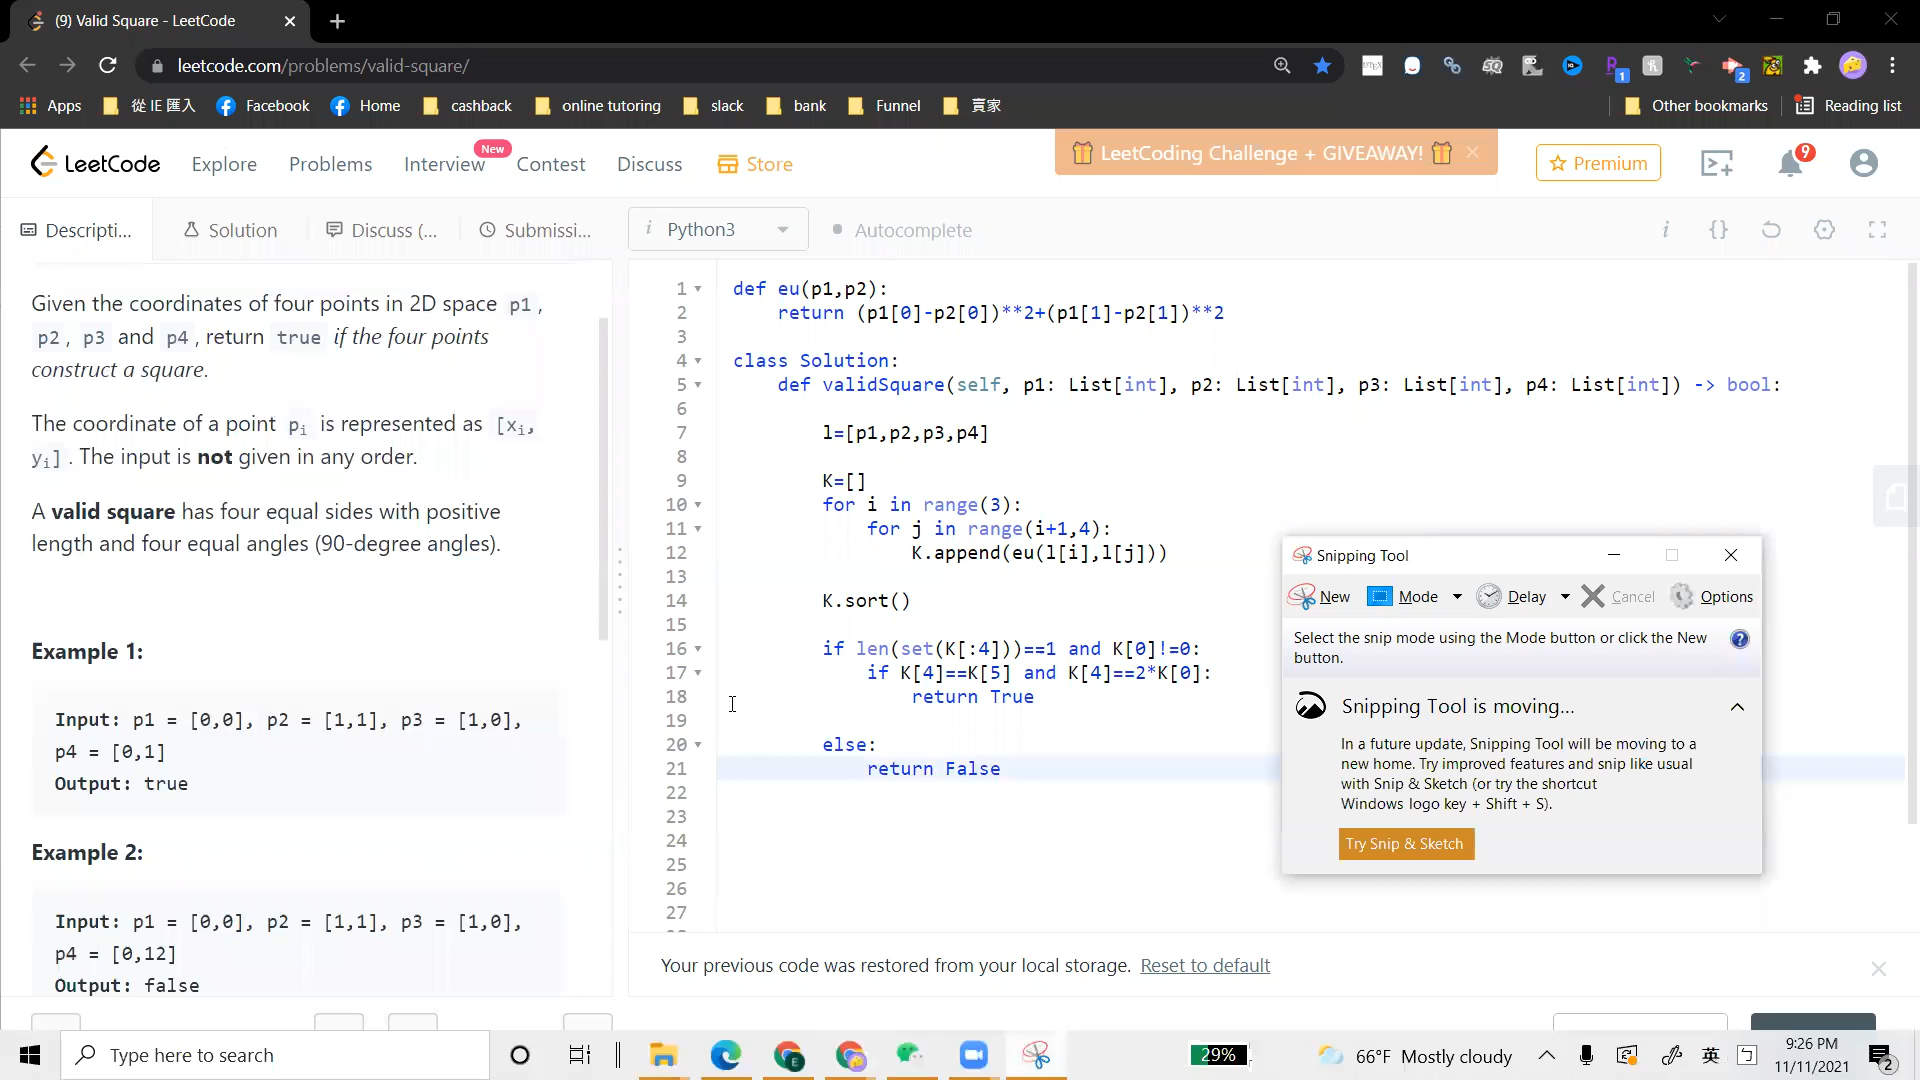 (9) Valid Square - LeetCode
leetcode.com/problems/valid-square/
1
2
Apps 從 IE 匯入 Facebook Home cashback online tutoring slack bank Funnel 賣家 Other bookmarks Reading list
LeetCode Explore Problems Interview New Contest Discuss Store LeetCoding Challenge + GIVEAWAY! Premium 9
Descripti... Solution Discuss (... Submissi...
i Python3 Autocomplete
Given the coordinates of four points in 2D space p1,
p2, p3 and p4, return true if the four points
construct a square.
The coordinate of a point pi is represented as [xi,
yi]. The input is not given in any order.
A valid square has four equal sides with positive
length and four equal angles (90-degree angles).
Example 1:
Input: p1 = [0,0], p2 = [1,1], p3 = [1,0],
p4 = [0,1]
Output: true
Example 2:
Input: p1 = [0,0], p2 = [1,1], p3 = [1,0],
p4 = [0,12]
Output: false
1 def eu(p1,p2):
2 return (p1[0]-p2[0])**2+(p1[1]-p2[1])**2
3
4 class Solution:
5 def validSquare(self, p1: List[int], p2: List[int], p3: List[int], p4: List[int]) -> bool:
6
7 l=[p1,p2,p3,p4]
8
9 K=[]
10 for i in range(3):
11 for j in range(i+1,4):
12 K.append(eu(l[i],l[j]))
13
14 K.sort()
15
16 if len(set(K[:4]))==1 and K[0]!=0:
17 if K[4]==K[5] and K[4]==2*K[0]:
18 return True
19
20 else:
21 return False
22
23
24
25
26
27
Your previous code was restored from your local storage. Reset to default
Snipping Tool
New Mode Delay Cancel Options
Select the snip mode using the Mode button or click the New
button.
Snipping Tool is moving...
In a future update, Snipping Tool will be moving to a
new home. Try improved features and snip like usual
with Snip & Sketch (or try the shortcut
Windows logo key + Shift + S).
Try Snip & Sketch
Type here to search
29%
66°F Mostly cloudy
英
9:26 PM
11/11/2021
2